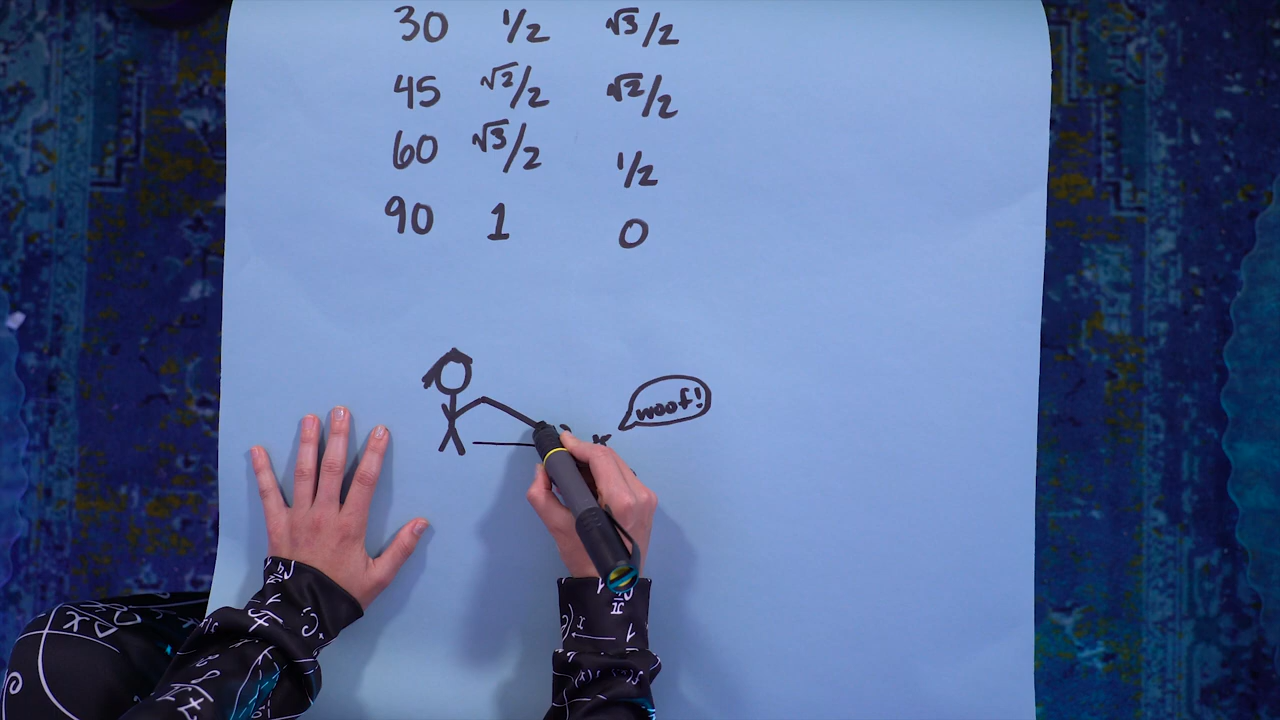 30 1/2 √3/2
45 √2/2 √2/2
60 √3/2 1/2
90 1 0
woof!